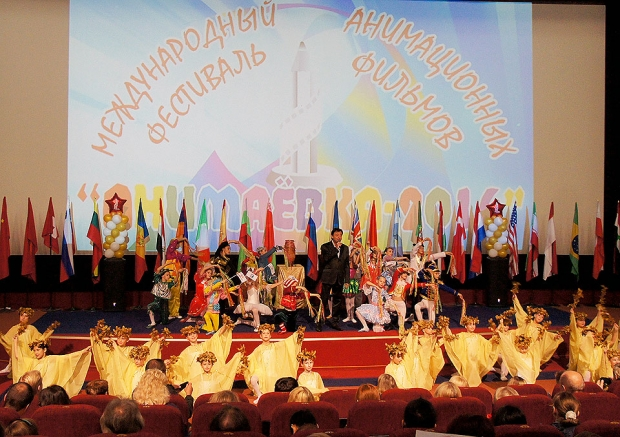 МЕЖДУНАРОДНЫЙ
ФЕСТИВАЛЬ
АНИМАЦИОННЫХ
ФИЛЬМОВ
"АНИМАЁВКА-2016"